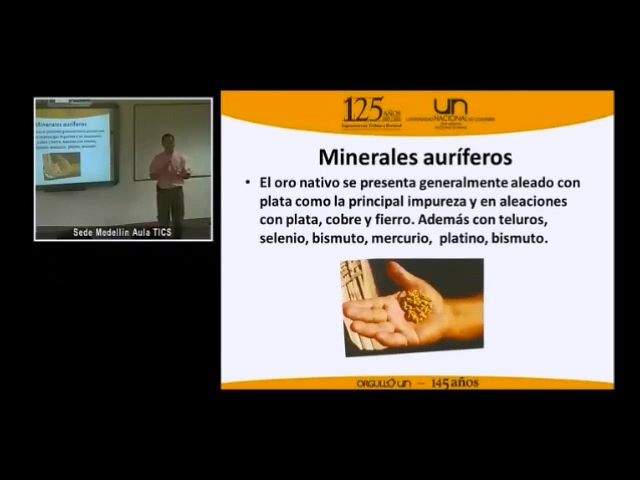 125 AÑOS
UN
UNIVERSIDAD NACIONAL DE COLOMBIA
Minerales auríferos
• El oro nativo se presenta generalmente aleado con
plata como la principal impureza y en aleaciones
con plata, cobre y fierro. Además con teluros,
selenio, bismuto, mercurio, platino, bismuto.
ORGULLO UN — 145 años
Minerales auríferos
Sede Medellín Aula TICS